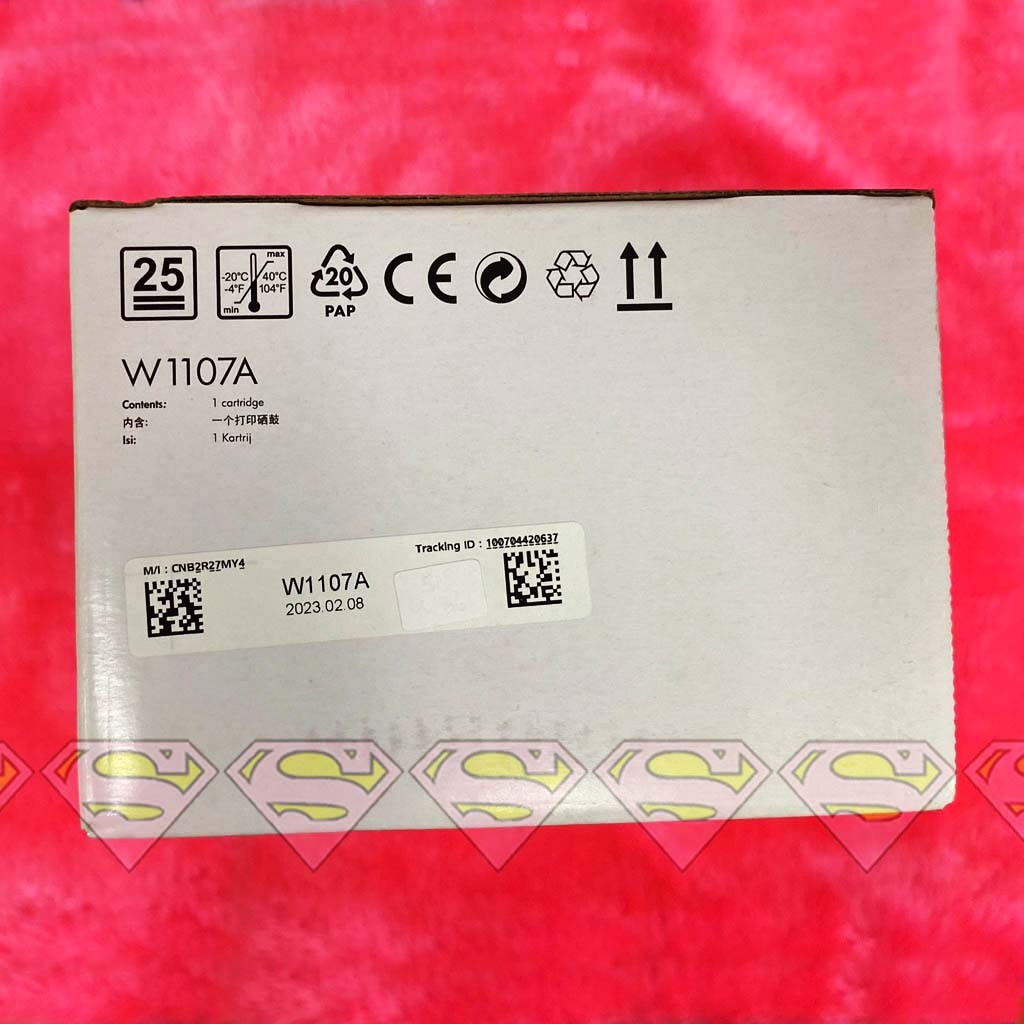 25
max
-20°C 40°C
-4°F 104°F
min
20
PAP
CE
W1107A
Contents: 1 cartridge
内含: 一个打印硒鼓
Isi: 1 Kartrij
M/I : CNB2R27MY4
Tracking ID : 100704420637
W1107A
2023.02.08
S S S S S S